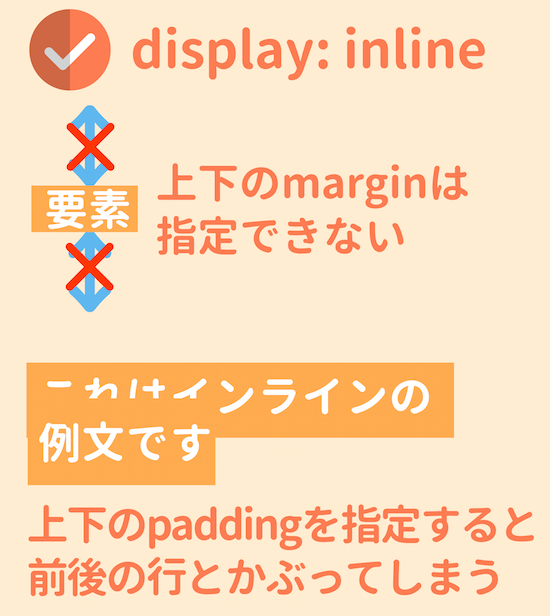 display: inline
要素
上下のmarginは
指定できない
これはインラインの
例文です
上下のpaddingを指定すると
前後の行とかぶってしまう